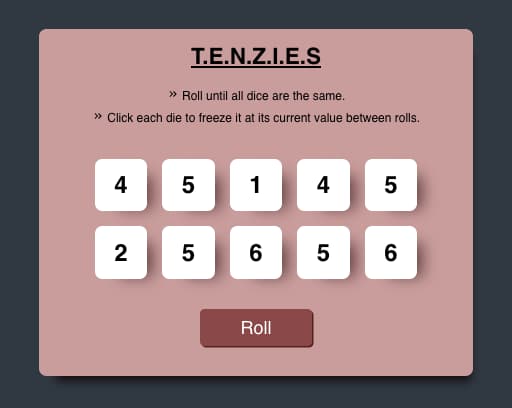 T.E.N.Z.I.E.S
» Roll until all dice are the same.
» Click each die to freeze it at its current value between rolls.
4 5 1 4 5
2 5 6 5 6
Roll